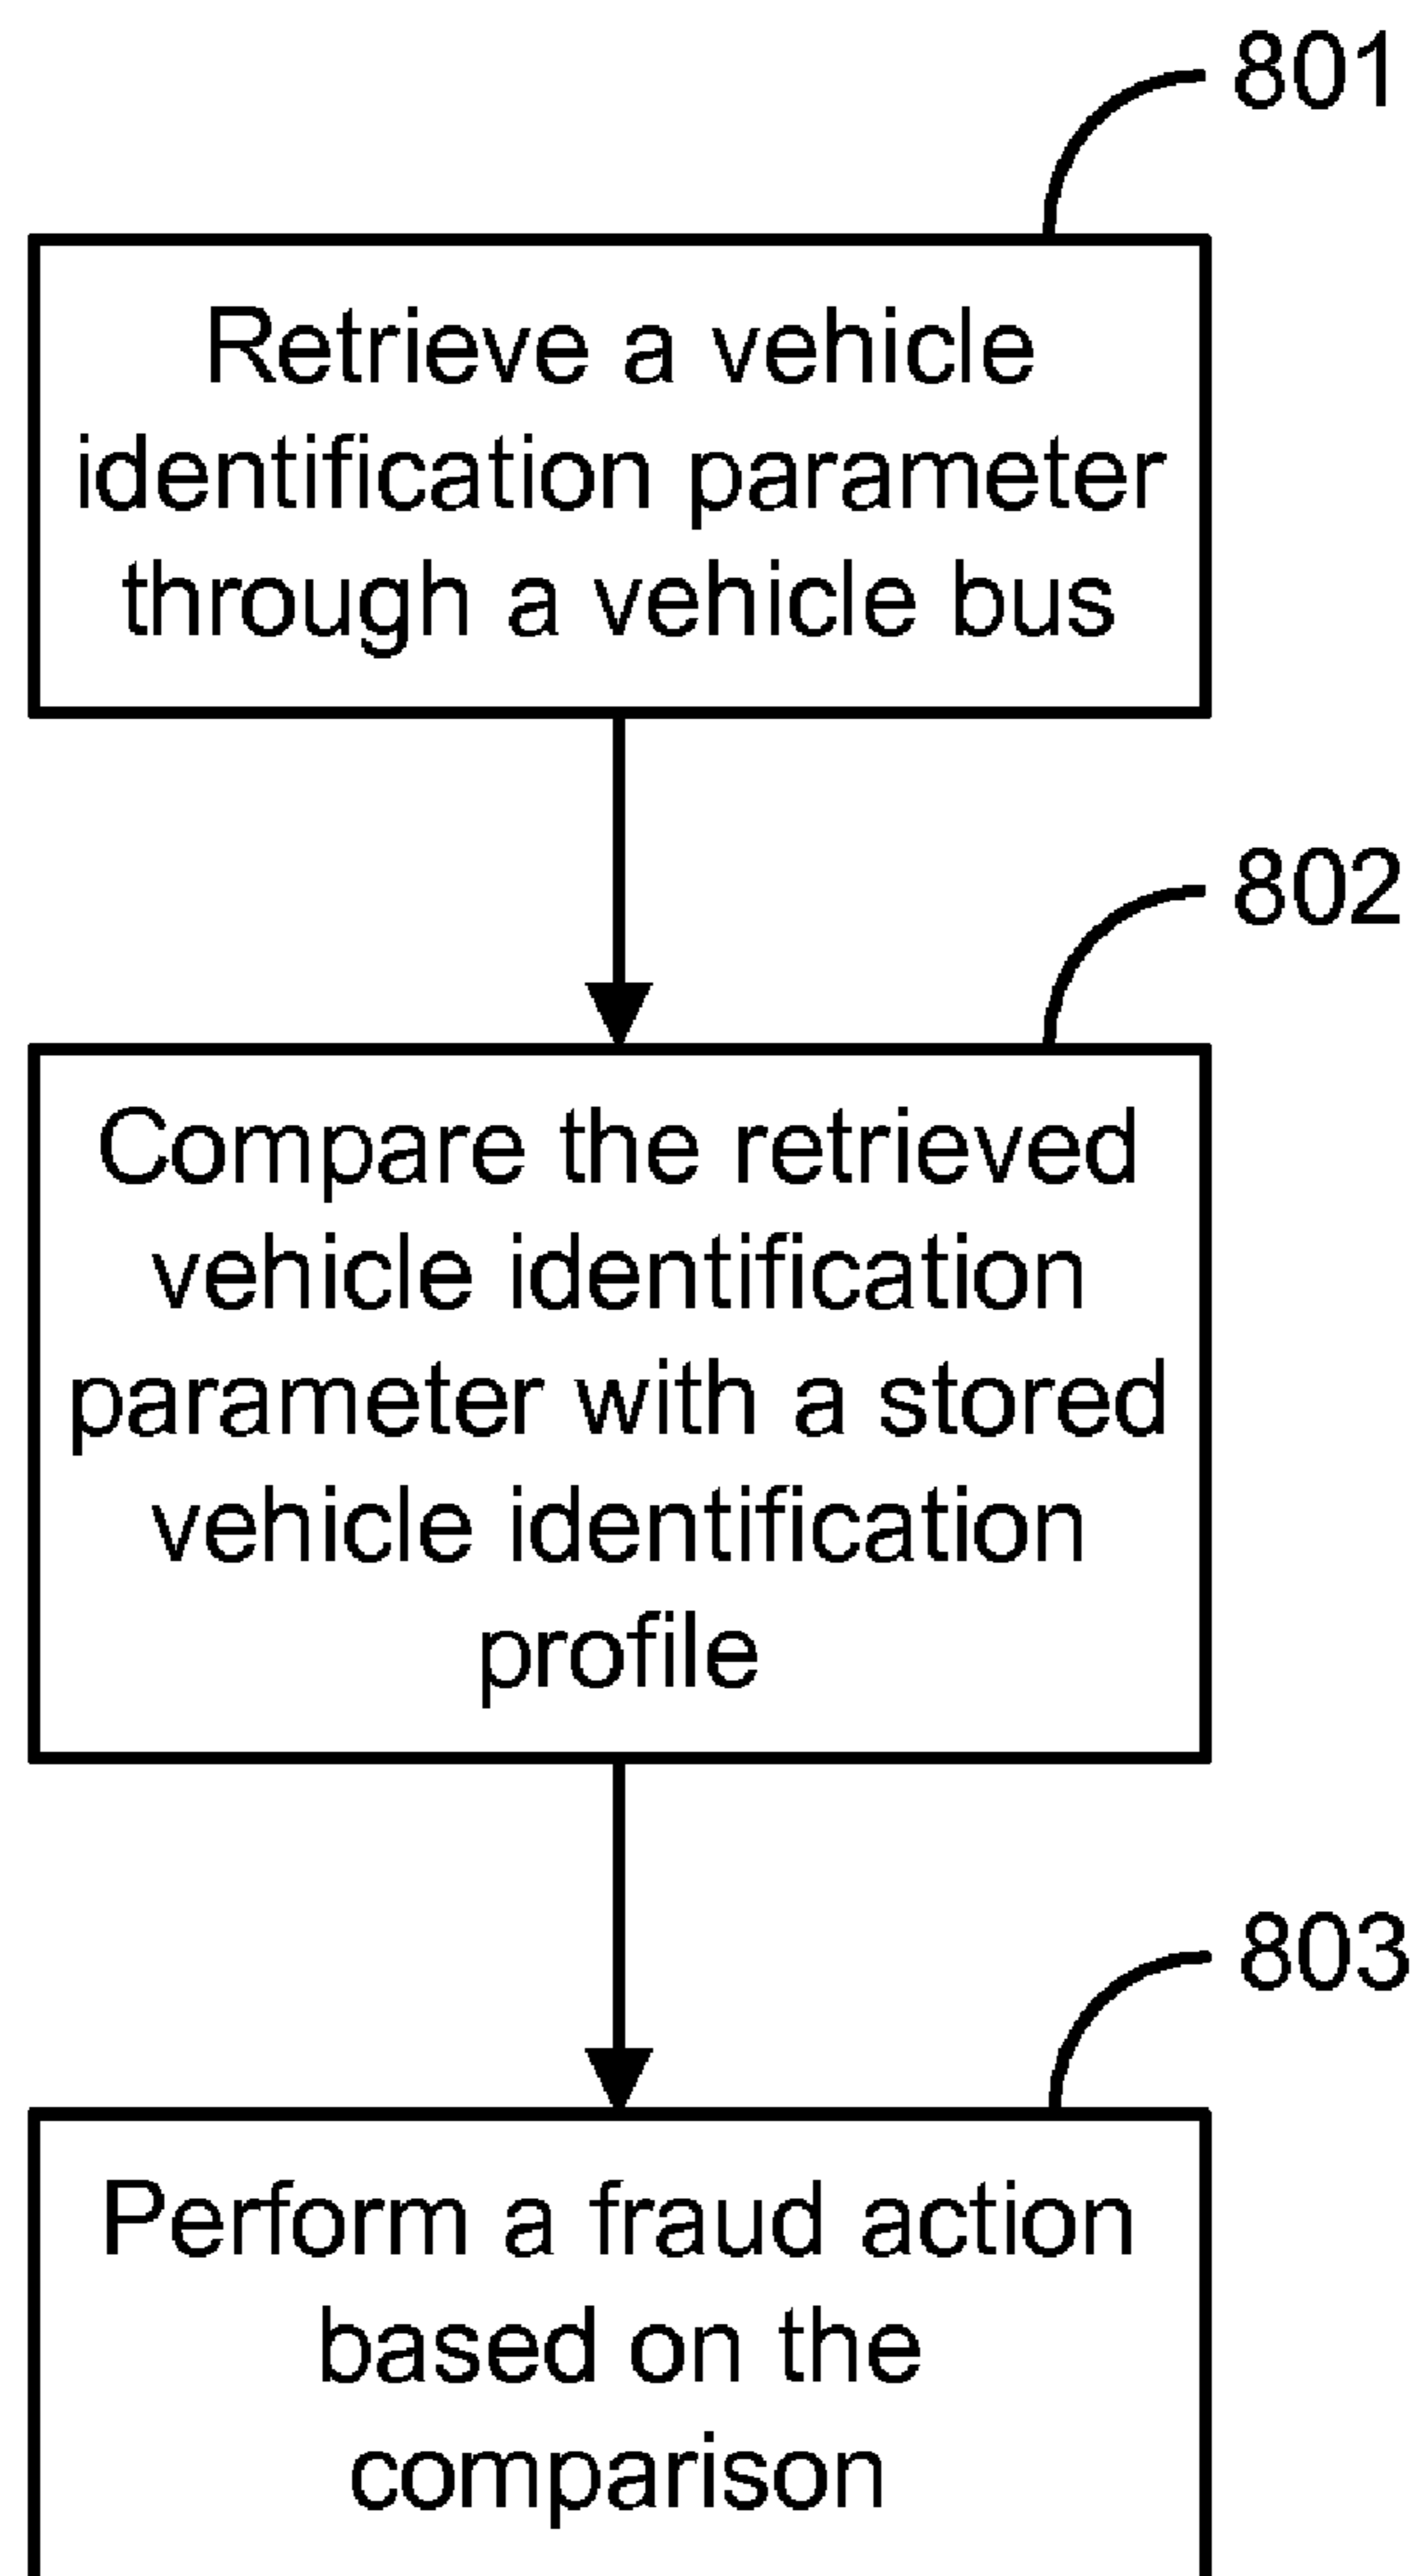 801
Retrieve a vehicle
identification parameter
through a vehicle bus
802
Compare the retrieved
vehicle identification
parameter with a stored
vehicle identification
profile
803
Perform a fraud action
based on the
comparison